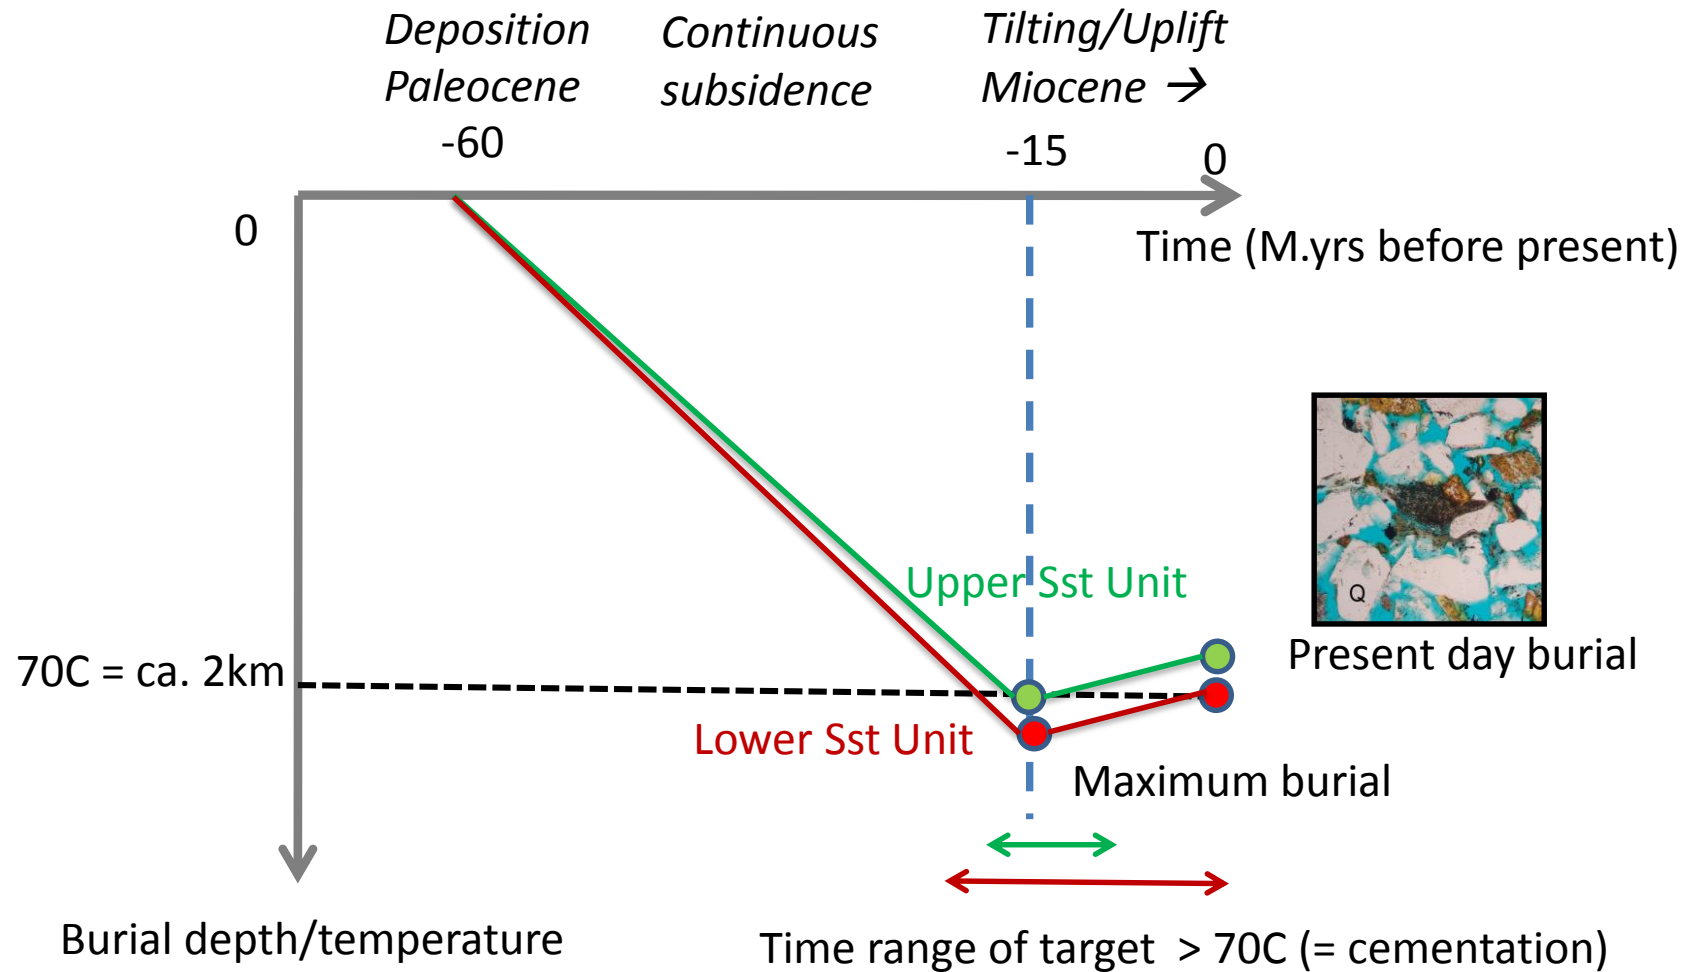 Deposition
Paleocene
-60
Continuous
subsidence
Tilting/Uplift
Miocene →
-15
0
0
Time (M.yrs before present)
Upper Sst Unit
Q
Present day burial
70C = ca. 2km
Lower Sst Unit
Maximum burial
Burial depth/temperature
Time range of target > 70C (= cementation)